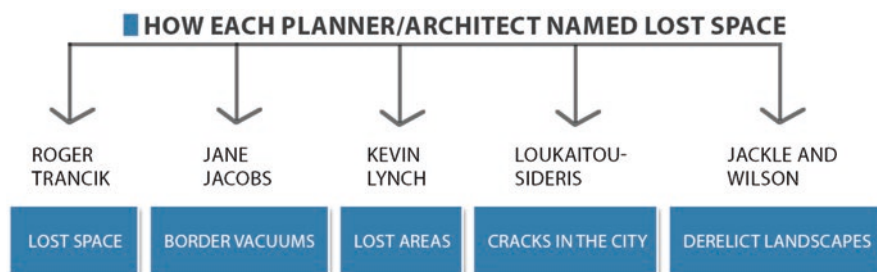 HOW EACH PLANNER/ARCHITECT NAMED LOST SPACE
ROGER
TRANCIK
JANE
JACOBS
KEVIN
LYNCH
LOUKAITOU-
SIDERIS
JACKLE AND
WILSON
LOST SPACE
BORDER VACUUMS
LOST AREAS
CRACKS IN THE CITY
DERELICT LANDSCAPES